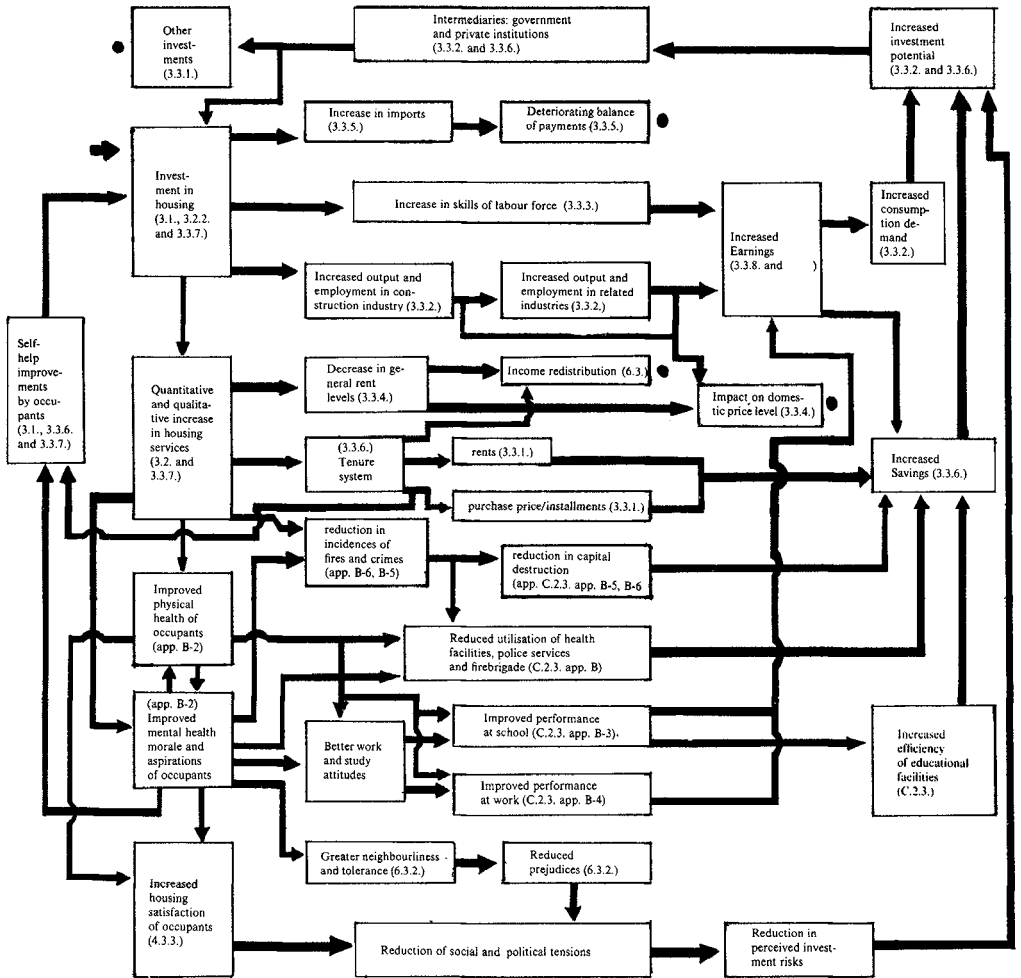 Other
invest-
ments
(3.3.1.)
Intermediaries: government
and private institutions
(3.3.2. and 3.3.6.)
Increased
investment
potential
(3.3.2. and 3.3.6.)
Increase in imports
(3.3.5.)
Deteriorating balance
of payments (3.3.5.)
Invest-
ment in
housing
(3.1., 3.2.2.
and 3.3.7.)
Increase in skills of labour force (3.3.3.)
Increased
Earnings
(3.3.8. and )
Increased
consump-
tion de-
mand
(3.3.2.)
Increased output and
employment in con-
struction industry (3.3.2.)
Increased output and
employment in related
industries (3.3.2.)
Self-
help
improve-
ments
by occu-
pants
(3.1., 3.3.6.
and 3.3.7.)
Quantitative
and qualita-
tive increase
in housing
services
(3.2. and
3.3.7.)
Decrease in gen-
eral rent
levels (3.3.4.)
Income redistribution (6.3.)
Impact on domes-
tic price level (3.3.4.)
(3.3.6.)
Tenure
system
rents (3.3.1.)
purchase price/installments (3.3.1.)
Increased
Savings (3.3.6.)
reduction in
incidences of
fires and crimes
(app. B-6, B-5)
reduction in capital
destruction
(app. C.2.3. app. B-5, B-6
Improved
physical
health of
occupants
(app. B-2)
Reduced utilisation of health
facilities, police services
and firebrigade (C.2.3. app. B)
(app. B-2)
Improved
mental health
morale and
aspirations
of occupants
Better work
and study
attitudes
Improved performance
at school (C.2.3. app. B-3).
Improved performance
at work (C.2.3. app. B-4)
Increased
efficiency
of educational
facilities
(C.2.3.)
Greater neighbourliness
and tolerance (6.3.2.)
Reduced
prejudices (6.3.2.)
Increased
housing
satisfaction
of occupants
(4.3.3.)
Reduction of social and political tensions
Reduction in
perceived invest-
ment risks